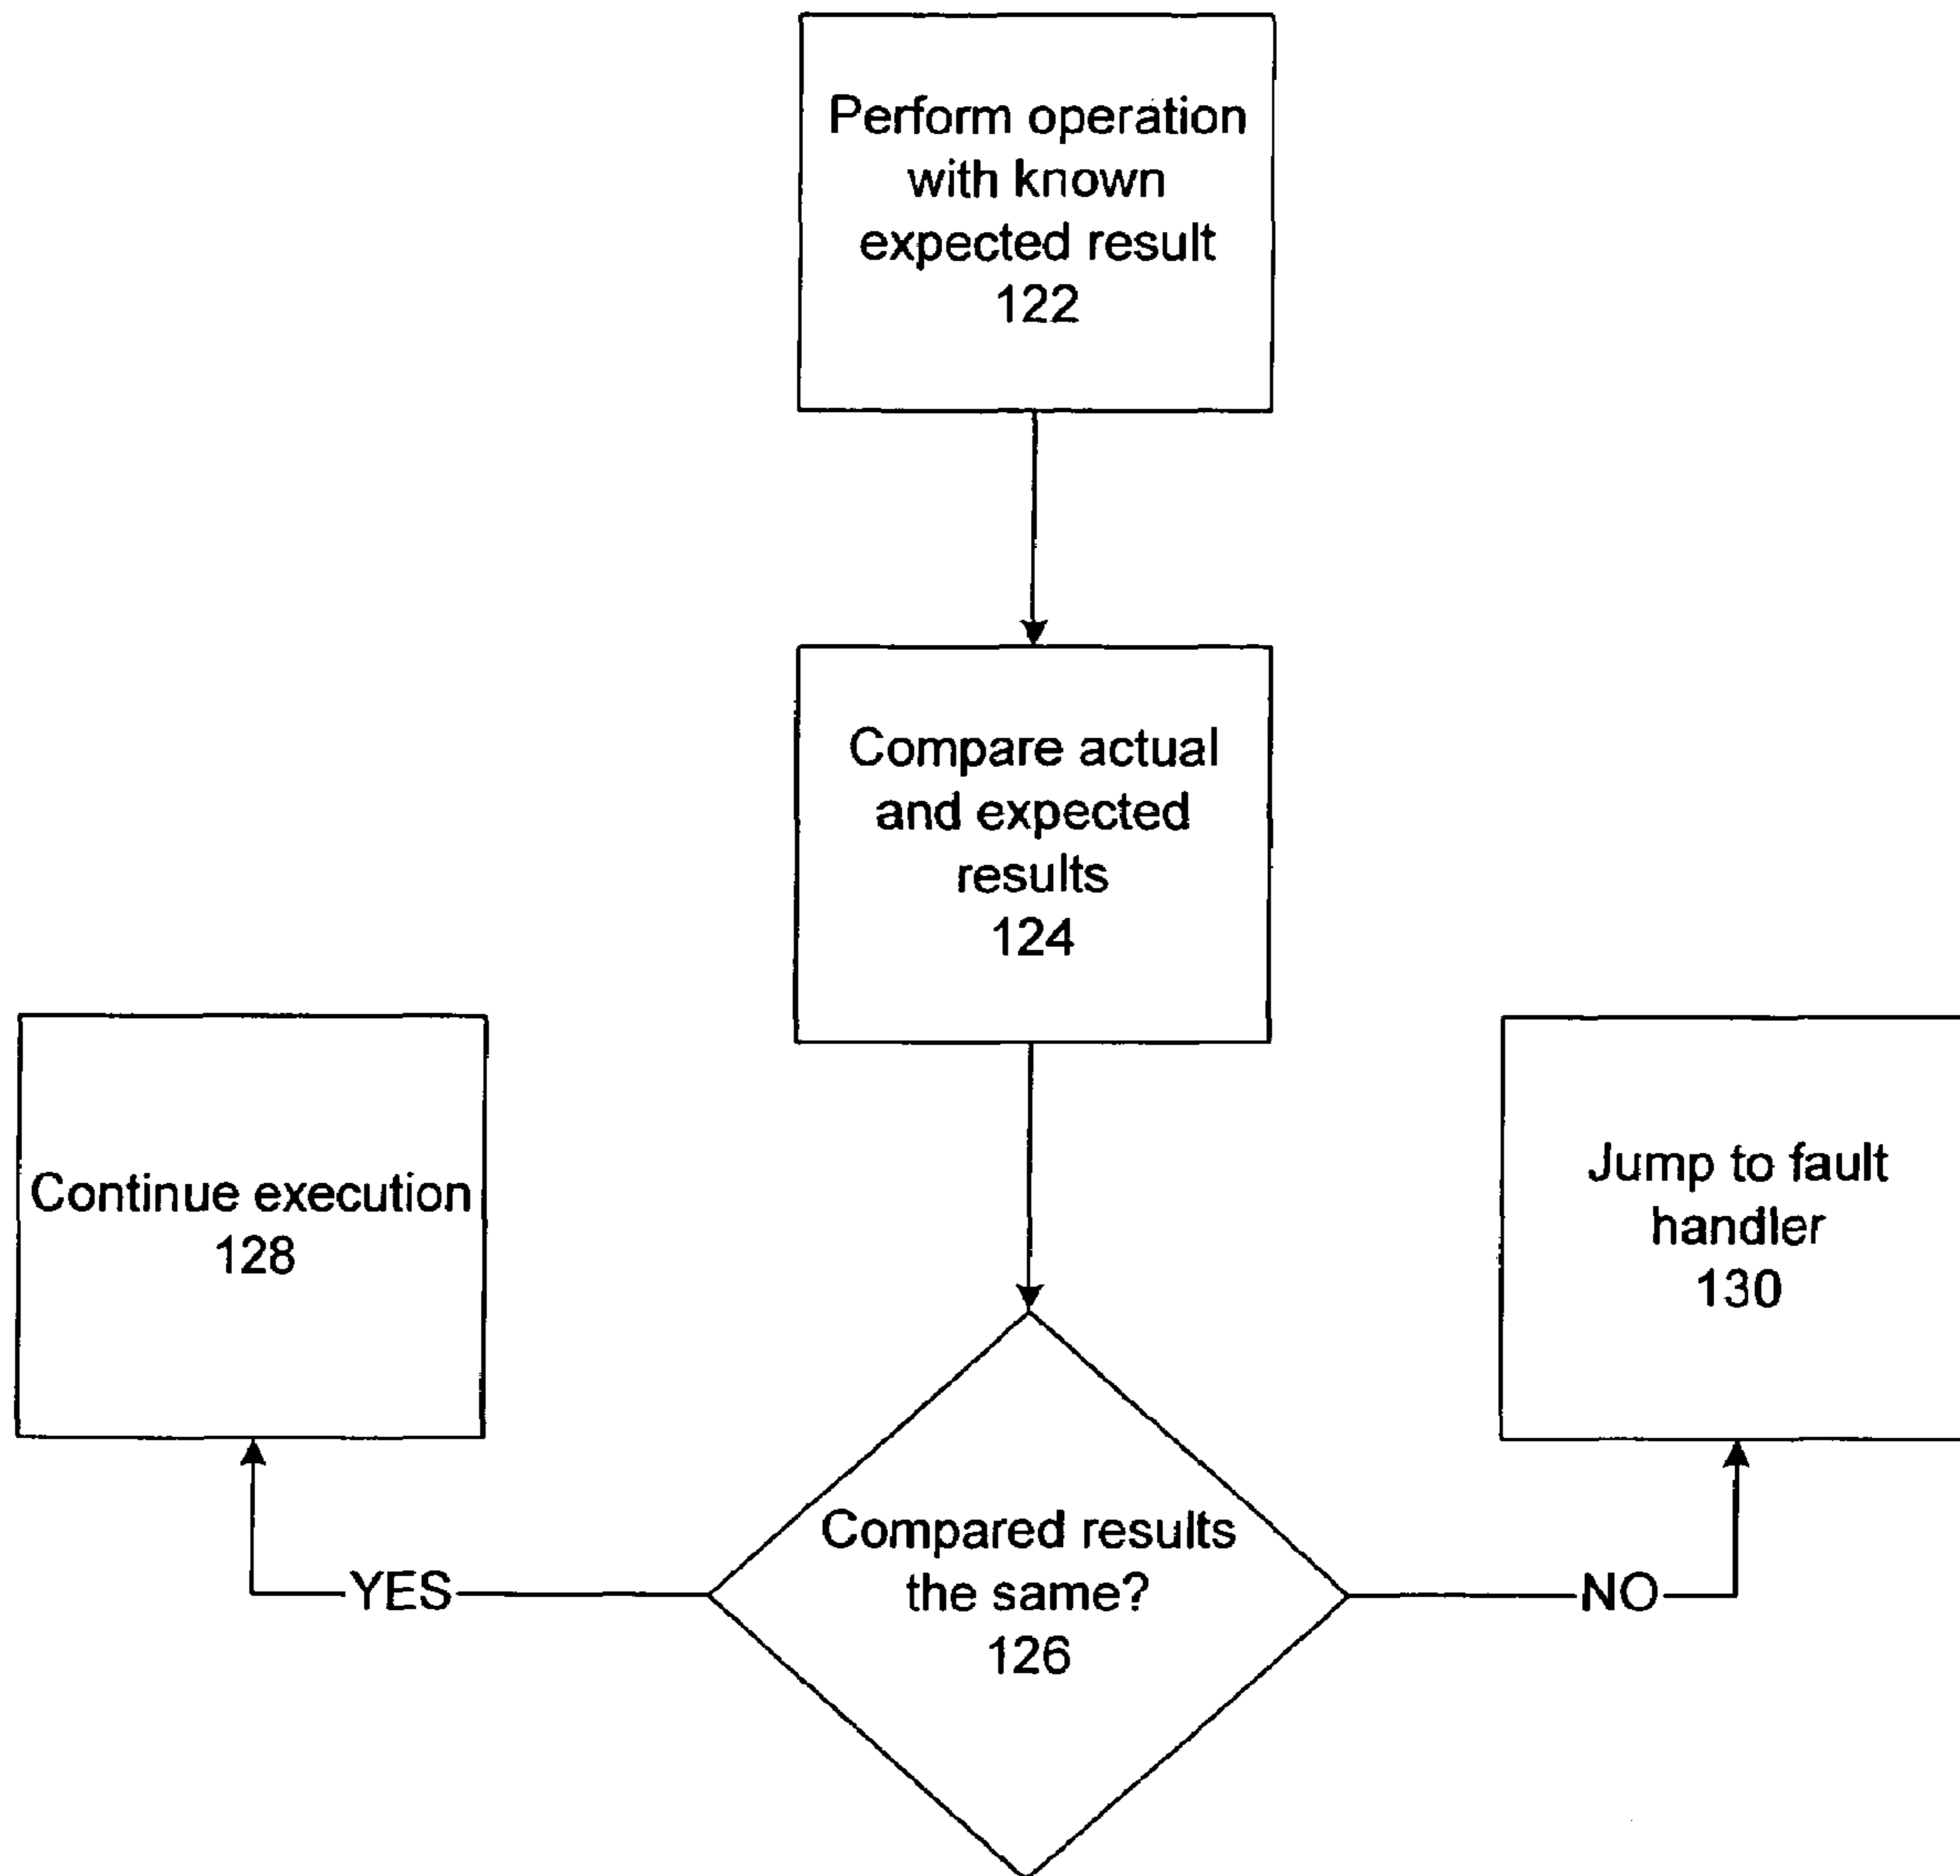 Perform operation
with known
expected result
122
Compare actual
and expected
results
124
Continue execution
128
Jump to fault
handler
130
Compared results
the same?
126
YES
NO